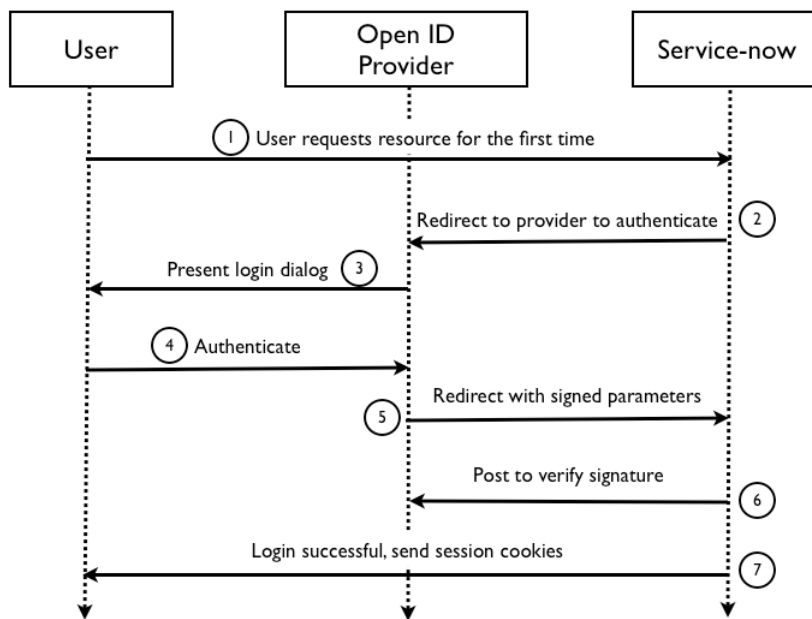 User
Open ID
Provider
Service-now
1 User requests resource for the first time
Redirect to provider to authenticate 2
Present login dialog 3
4 Authenticate
5 Redirect with signed parameters
Post to verify signature 6
Login successful, send session cookies 7